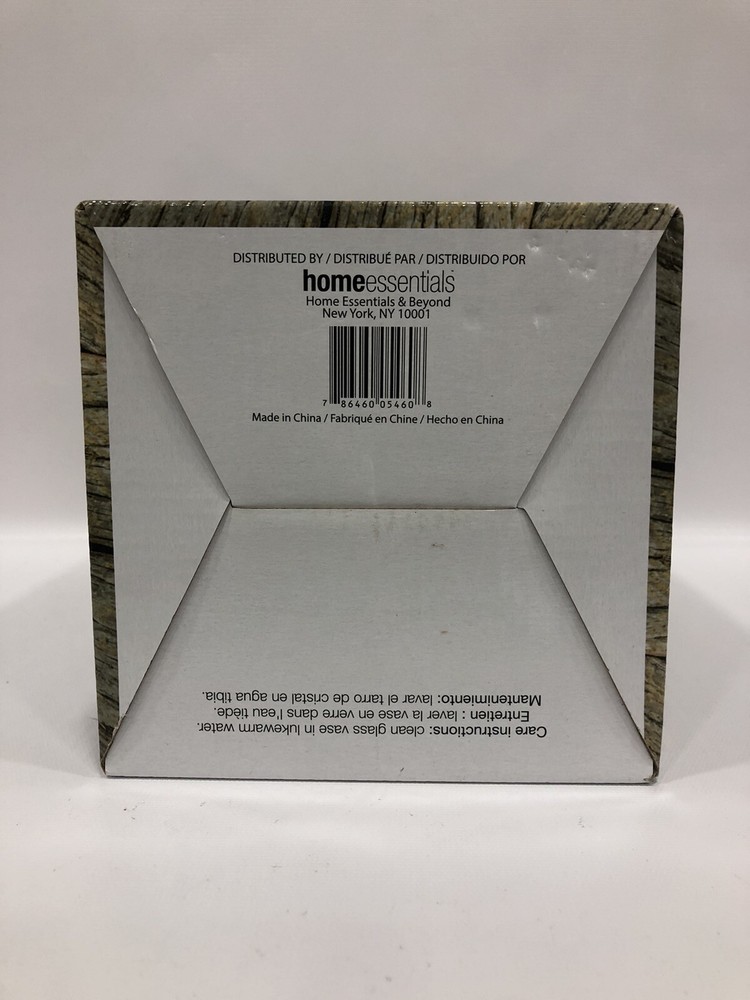 DISTRIBUTED BY / DISTRIBUÉ PAR / DISTRIBUIDO POR
homeessentials
Home Essentials & Beyond
New York, NY 10001
7 86460 05460 8
Made in China / Fabriqué en Chine / Hecho en China
Care instructions: clean glass vase in lukewarm water.
Entretien : laver la vase en verre dans l'eau tiède.
Mantenimiento: lavar el tarro de cristal en agua tibia.